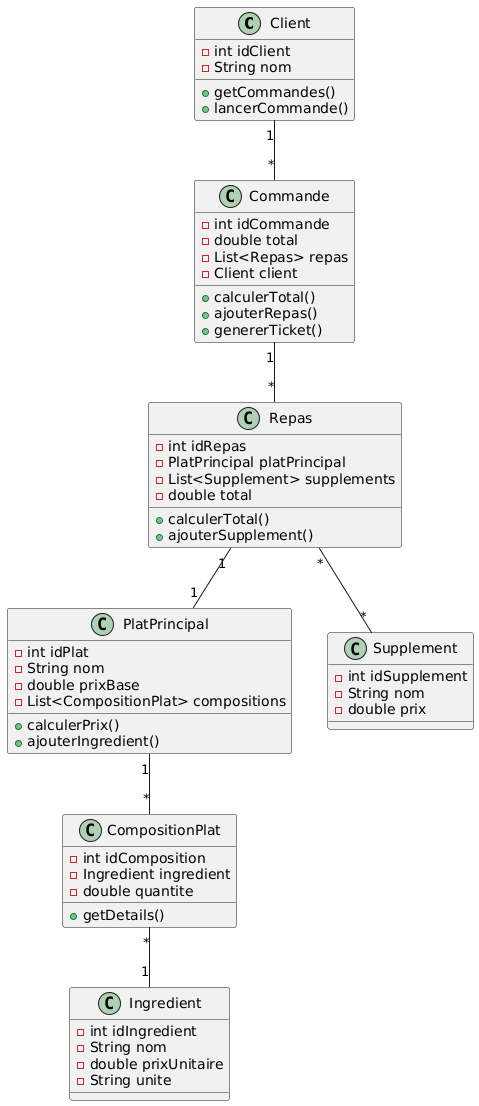 C Client
int idClient
String nom
getCommandes()
lancerCommande()
1
*
C Commande
int idCommande
double total
List<Repas> repas
Client client
calculerTotal()
ajouterRepas()
genererTicket()
1
*
C Repas
int idRepas
PlatPrincipal platPrincipal
List<Supplement> supplements
double total
calculerTotal()
ajouterSupplement()
1 *
1 *
C PlatPrincipal
int idPlat
String nom
double prixBase
List<CompositionPlat> compositions
calculerPrix()
ajouterIngredient()
C Supplement
int idSupplement
String nom
double prix
1
*
C CompositionPlat
int idComposition
Ingredient ingredient
double quantite
getDetails()
*
1
C Ingredient
int idIngredient
String nom
double prixUnitaire
String unite